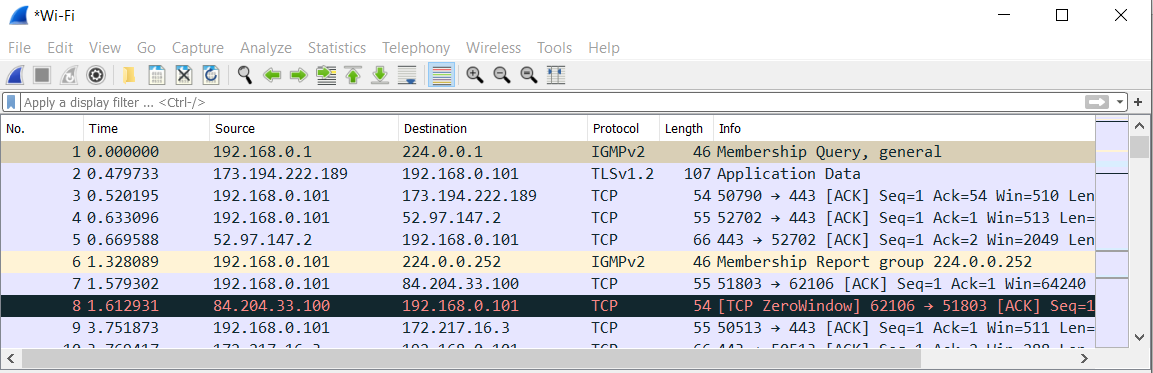 *Wi-Fi
File Edit View Go Capture Analyze Statistics Telephony Wireless Tools Help
Apply a display filter ... <Ctrl-/>
No. Time Source Destination Protocol Length Info
1 0.000000 192.168.0.1 224.0.0.1 IGMPv2 46 Membership Query, general
2 0.479733 173.194.222.189 192.168.0.101 TLSv1.2 107 Application Data
3 0.520195 192.168.0.101 173.194.222.189 TCP 54 50790 → 443 [ACK] Seq=1 Ack=54 Win=510 Len
4 0.633096 192.168.0.101 52.97.147.2 TCP 55 52702 → 443 [ACK] Seq=1 Ack=1 Win=513 Len=
5 0.669588 52.97.147.2 192.168.0.101 TCP 66 443 → 52702 [ACK] Seq=1 Ack=2 Win=2049 Len
6 1.328089 192.168.0.101 224.0.0.252 IGMPv2 46 Membership Report group 224.0.0.252
7 1.579302 192.168.0.101 84.204.33.100 TCP 55 51803 → 62106 [ACK] Seq=1 Ack=1 Win=64240
8 1.612931 84.204.33.100 192.168.0.101 TCP 54 [TCP ZeroWindow] 62106 → 51803 [ACK] Seq=1
9 3.751873 192.168.0.101 172.217.16.3 TCP 55 50513 → 443 [ACK] Seq=1 Ack=1 Win=511 Len=